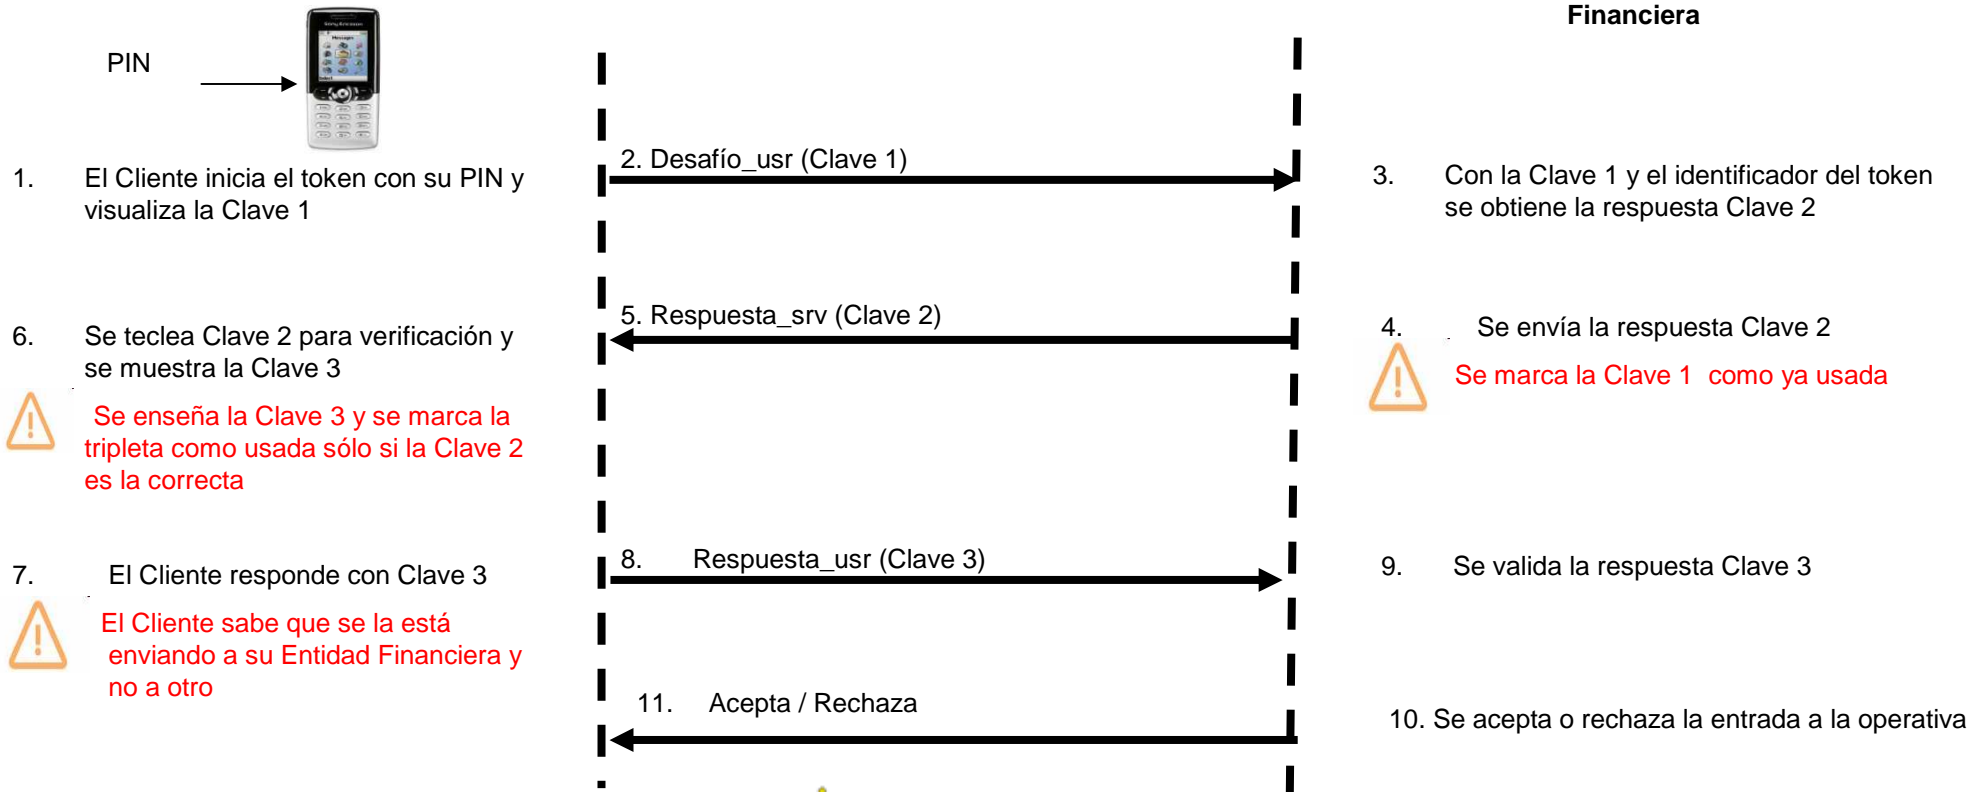 Financiera
PIN
Sony Ericsson
Messages
1. El Cliente inicia el token con su PIN y
visualiza la Clave 1
2. Desafío_usr (Clave 1)
3. Con la Clave 1 y el identificador del token
se obtiene la respuesta Clave 2
4. Se envía la respuesta Clave 2
Se marca la Clave 1 como ya usada
5. Respuesta_srv (Clave 2)
6. Se teclea Clave 2 para verificación y
se muestra la Clave 3
Se enseña la Clave 3 y se marca la
tripleta como usada sólo si la Clave 2
es la correcta
7. El Cliente responde con Clave 3
El Cliente sabe que se la está
enviando a su Entidad Financiera y
no a otro
8. Respuesta_usr (Clave 3)
9. Se valida la respuesta Clave 3
10. Se acepta o rechaza la entrada a la operativa
11. Acepta / Rechaza